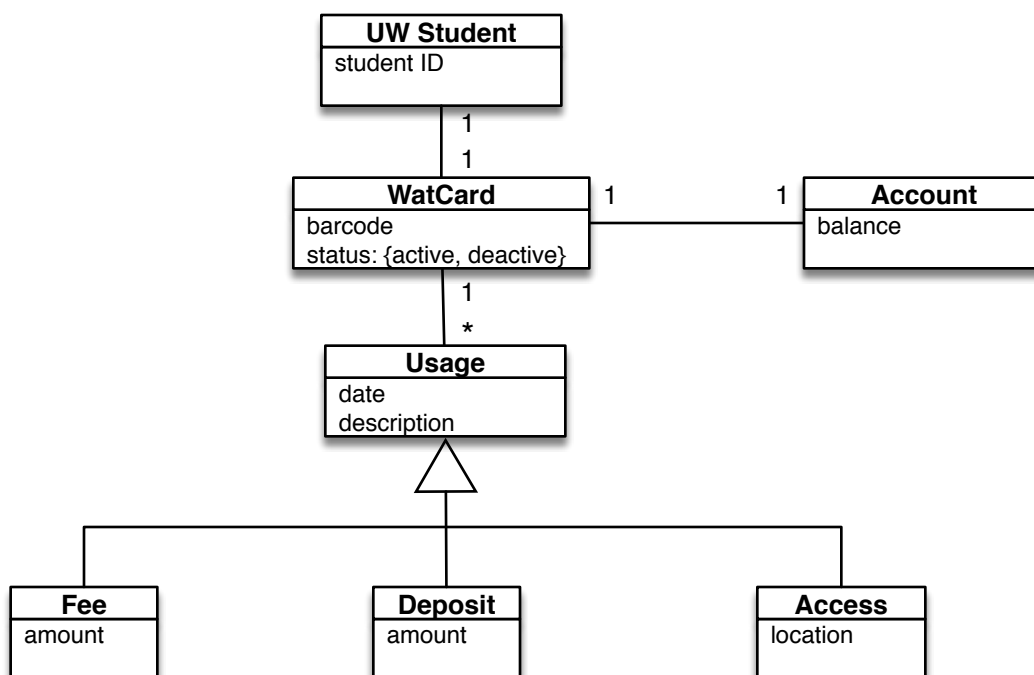 UW Student
student ID
1
1
WatCard
barcode
status: {active, deactive}
1
1
Account
balance
1
*
Usage
date
description
Fee
amount
Deposit
amount
Access
location